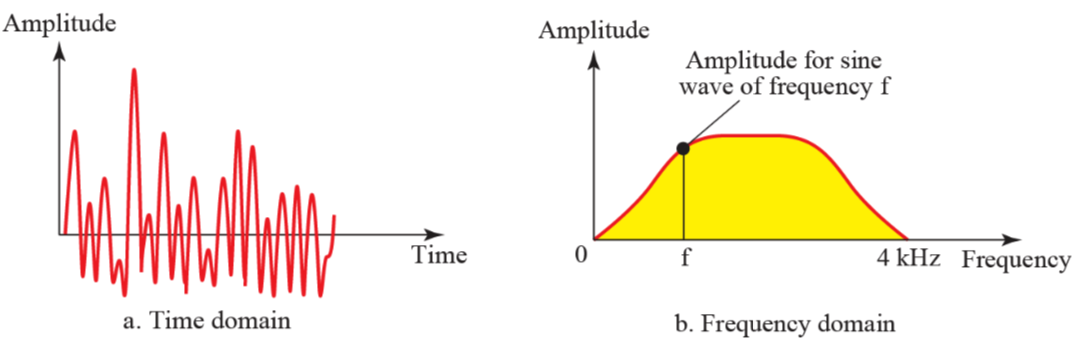 Amplitude
Time
a. Time domain
Amplitude
Amplitude for sine
wave of frequency f
0
f
4 kHz
Frequency
b. Frequency domain